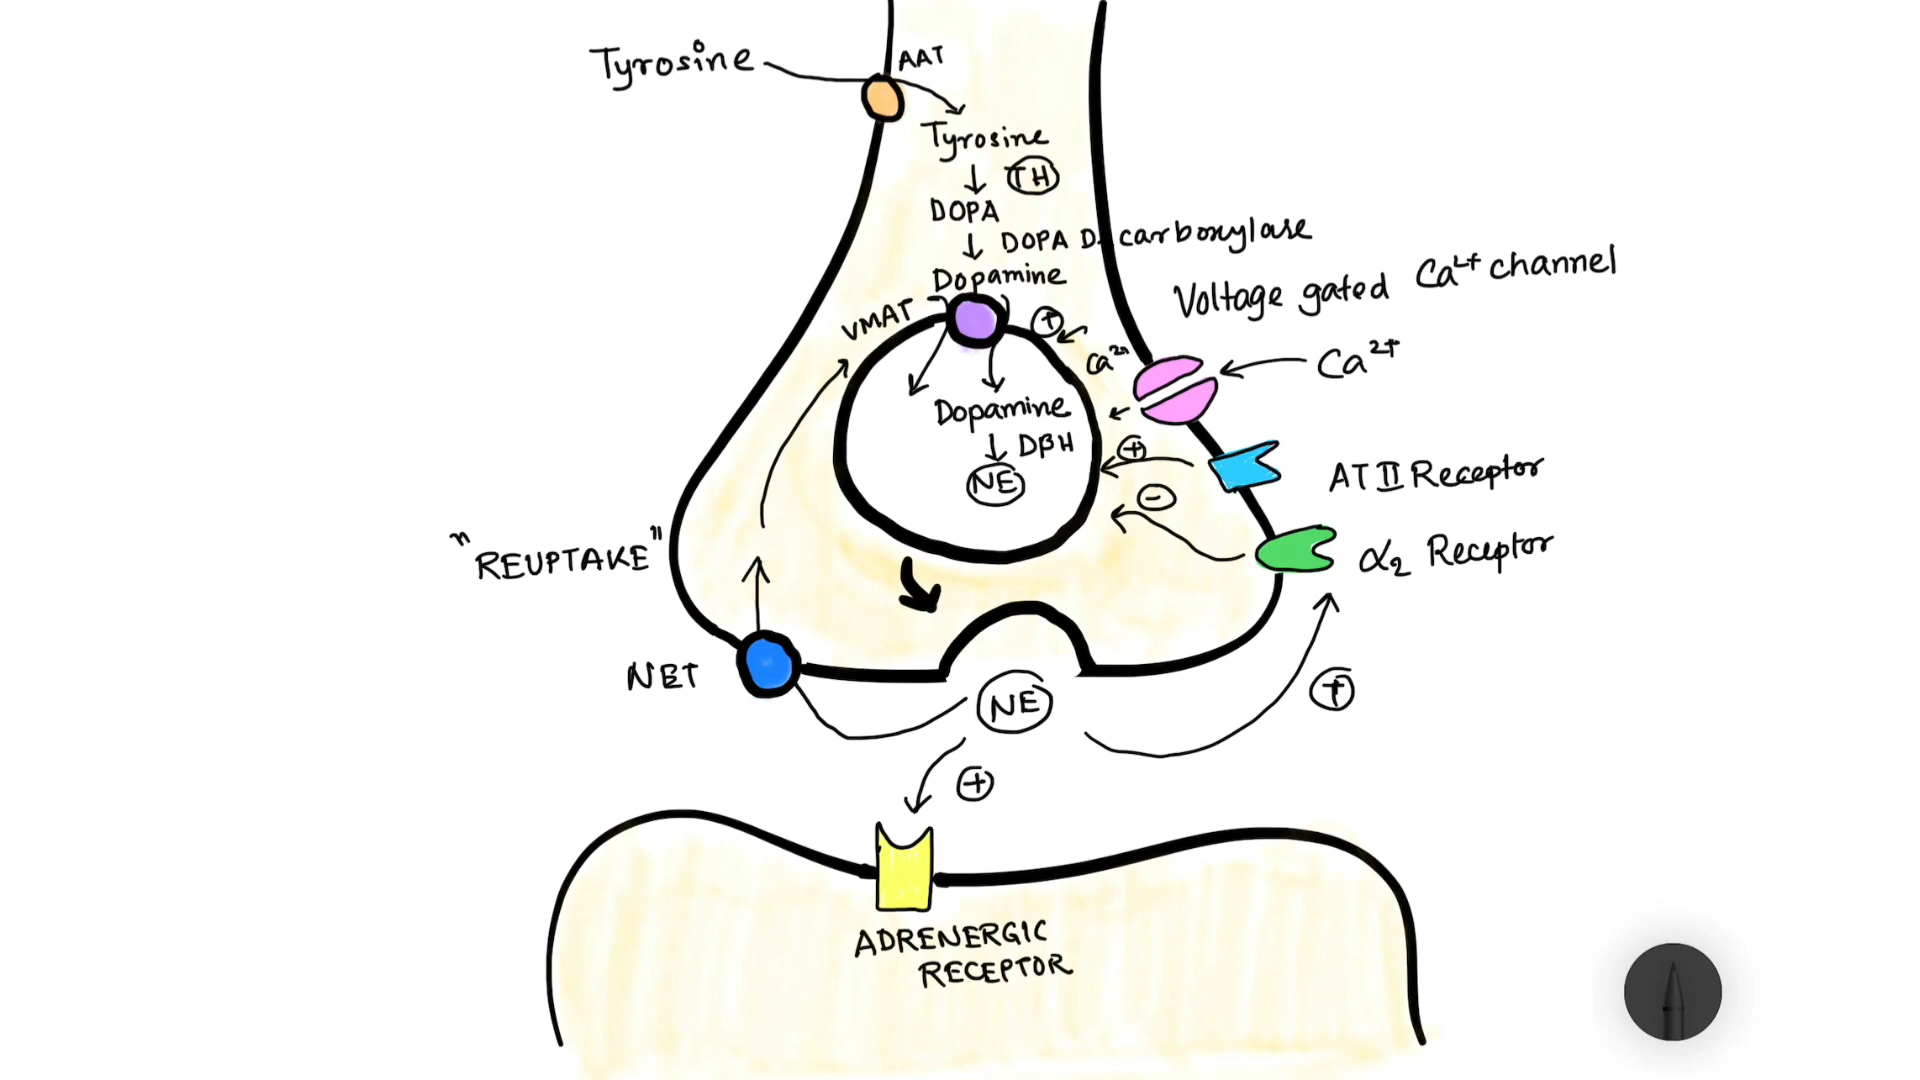 Tyrosine
AAT
Tyrosine
TH
DOPA
DOPA D carboxylase
Dopamine
Voltage gated Ca2+ channel
VMAT
+
Ca2+
Ca2+
Dopamine
DβH
NE
+
AT II Receptor
-
"REUPTAKE"
α2 Receptor
NET
NE
+
+
ADRENERGIC
RECEPTOR